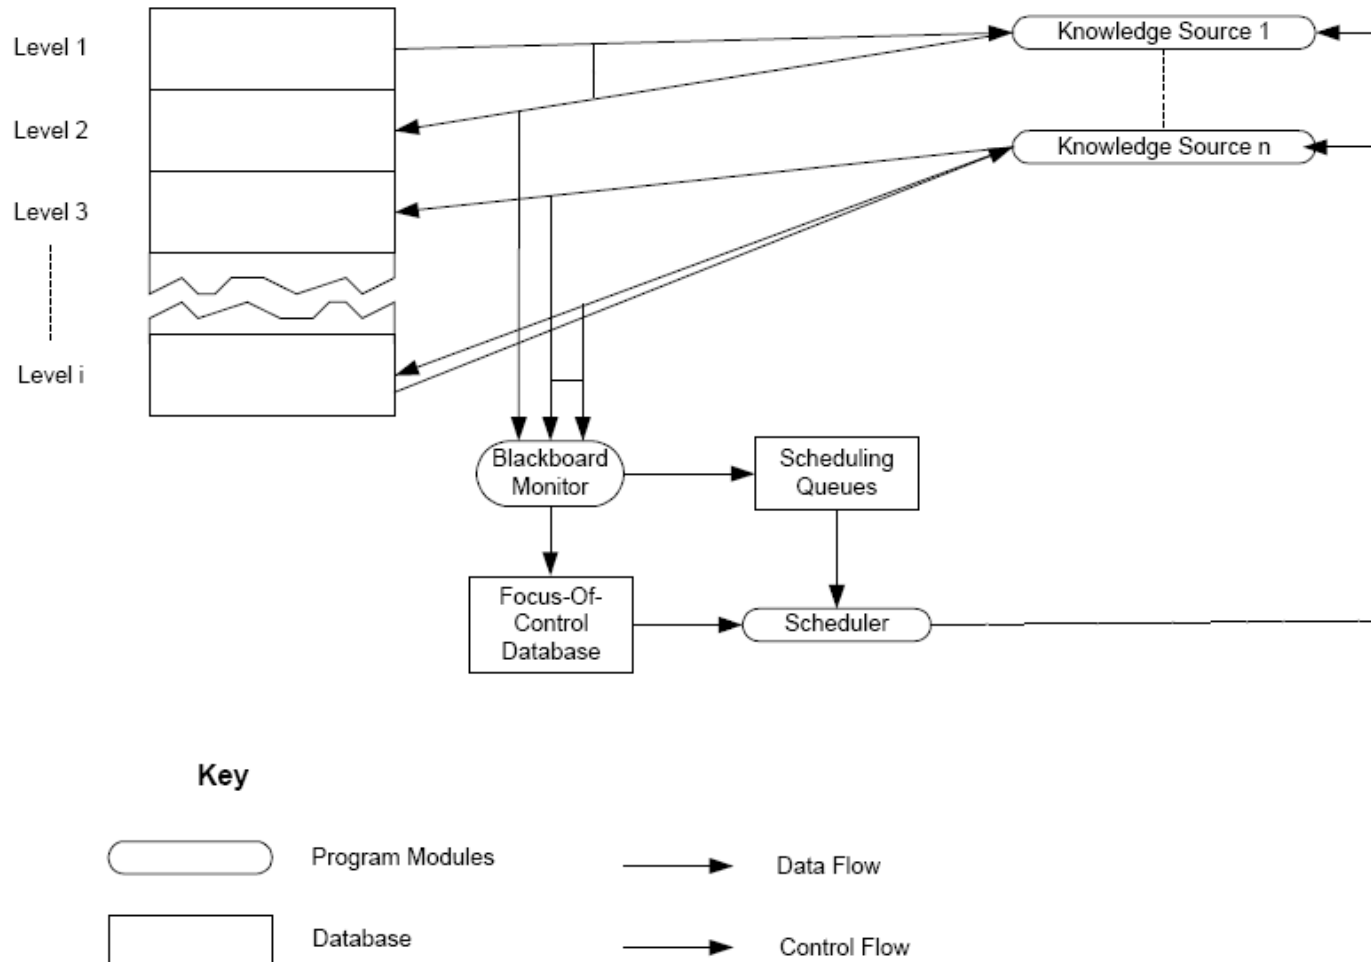 Level 1
Knowledge Source 1
Level 2
Knowledge Source n
Level 3
Level i
Blackboard
Monitor
Scheduling
Queues
Focus-Of-
Control
Database
Scheduler
Key
Program Modules
Data Flow
Database
Control Flow